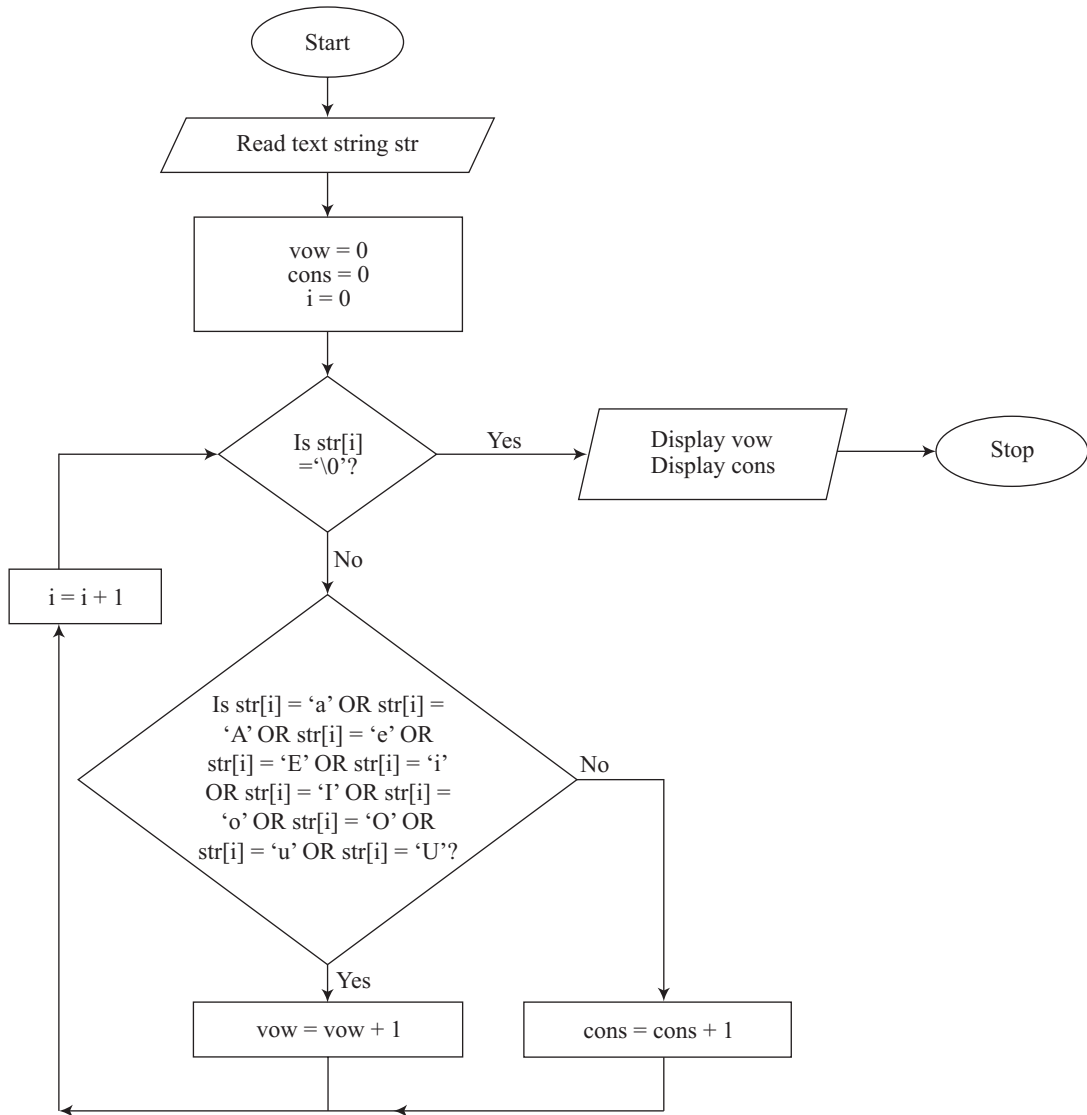 Start
Read text string str
vow = 0
cons = 0
i = 0
Is str[i]
=‘\0’?
Yes
Display vow
Display cons
Stop
No
i = i + 1
Is str[i] = ‘a’ OR str[i] =
‘A’ OR str[i] = ‘e’ OR
str[i] = ‘E’ OR str[i] = ‘i’
OR str[i] = ‘I’ OR str[i] =
‘o’ OR str[i] = ‘O’ OR
str[i] = ‘u’ OR str[i] = ‘U’?
No
Yes
vow = vow + 1
cons = cons + 1